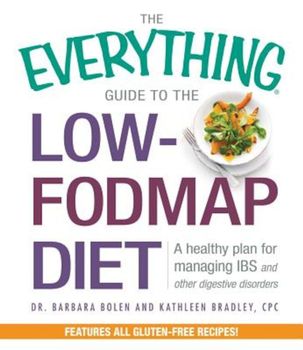 THE
EVERYTHING®
GUIDE TO THE
LOW-
FODMAP
DIET
A healthy plan for
managing IBS and
other digestive disorders
DR. BARBARA BOLEN AND KATHLEEN BRADLEY, CPC
FEATURES ALL GLUTEN-FREE RECIPES!